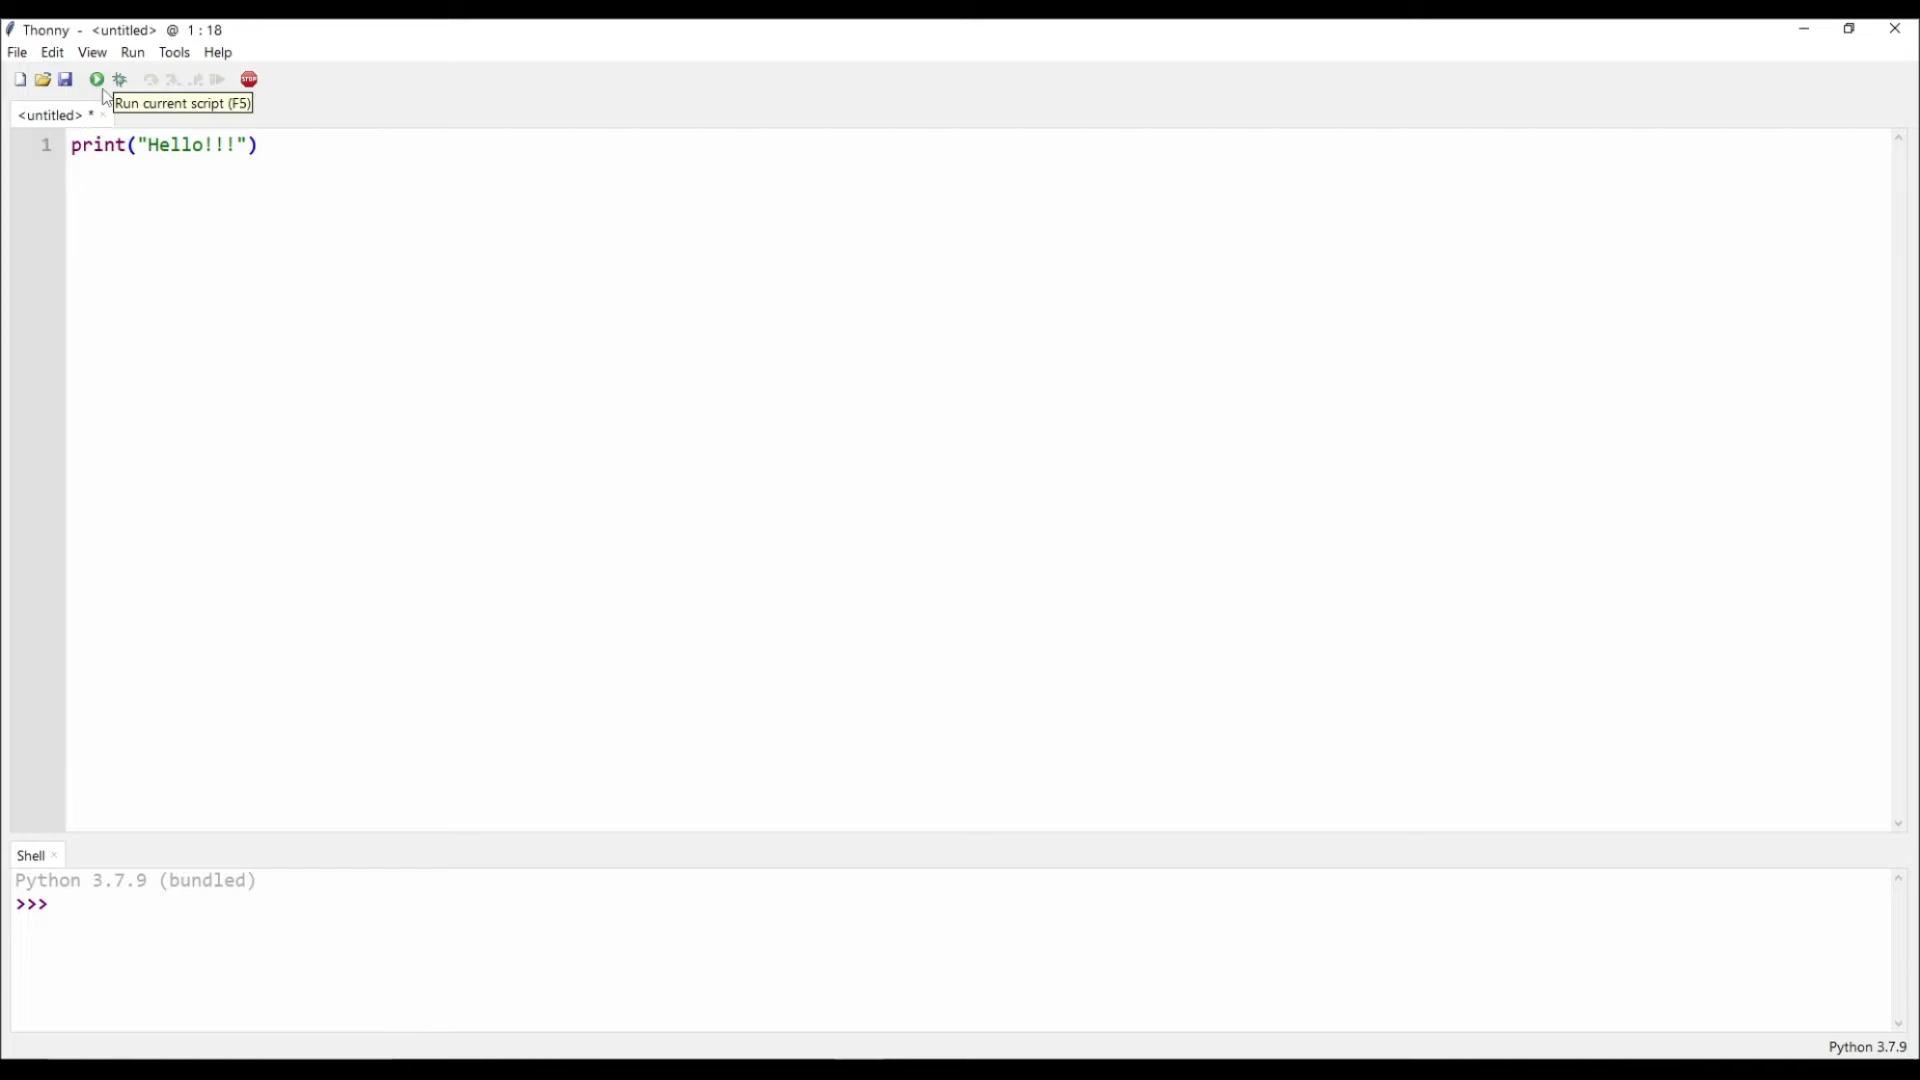 Thonny - <untitled> @ 1 : 18
File Edit View Run Tools Help
STOP
Run current script (F5)
<untitled> *
1 print("Hello!!!")
Shell
Python 3.7.9 (bundled)
>>>
Python 3.7.9